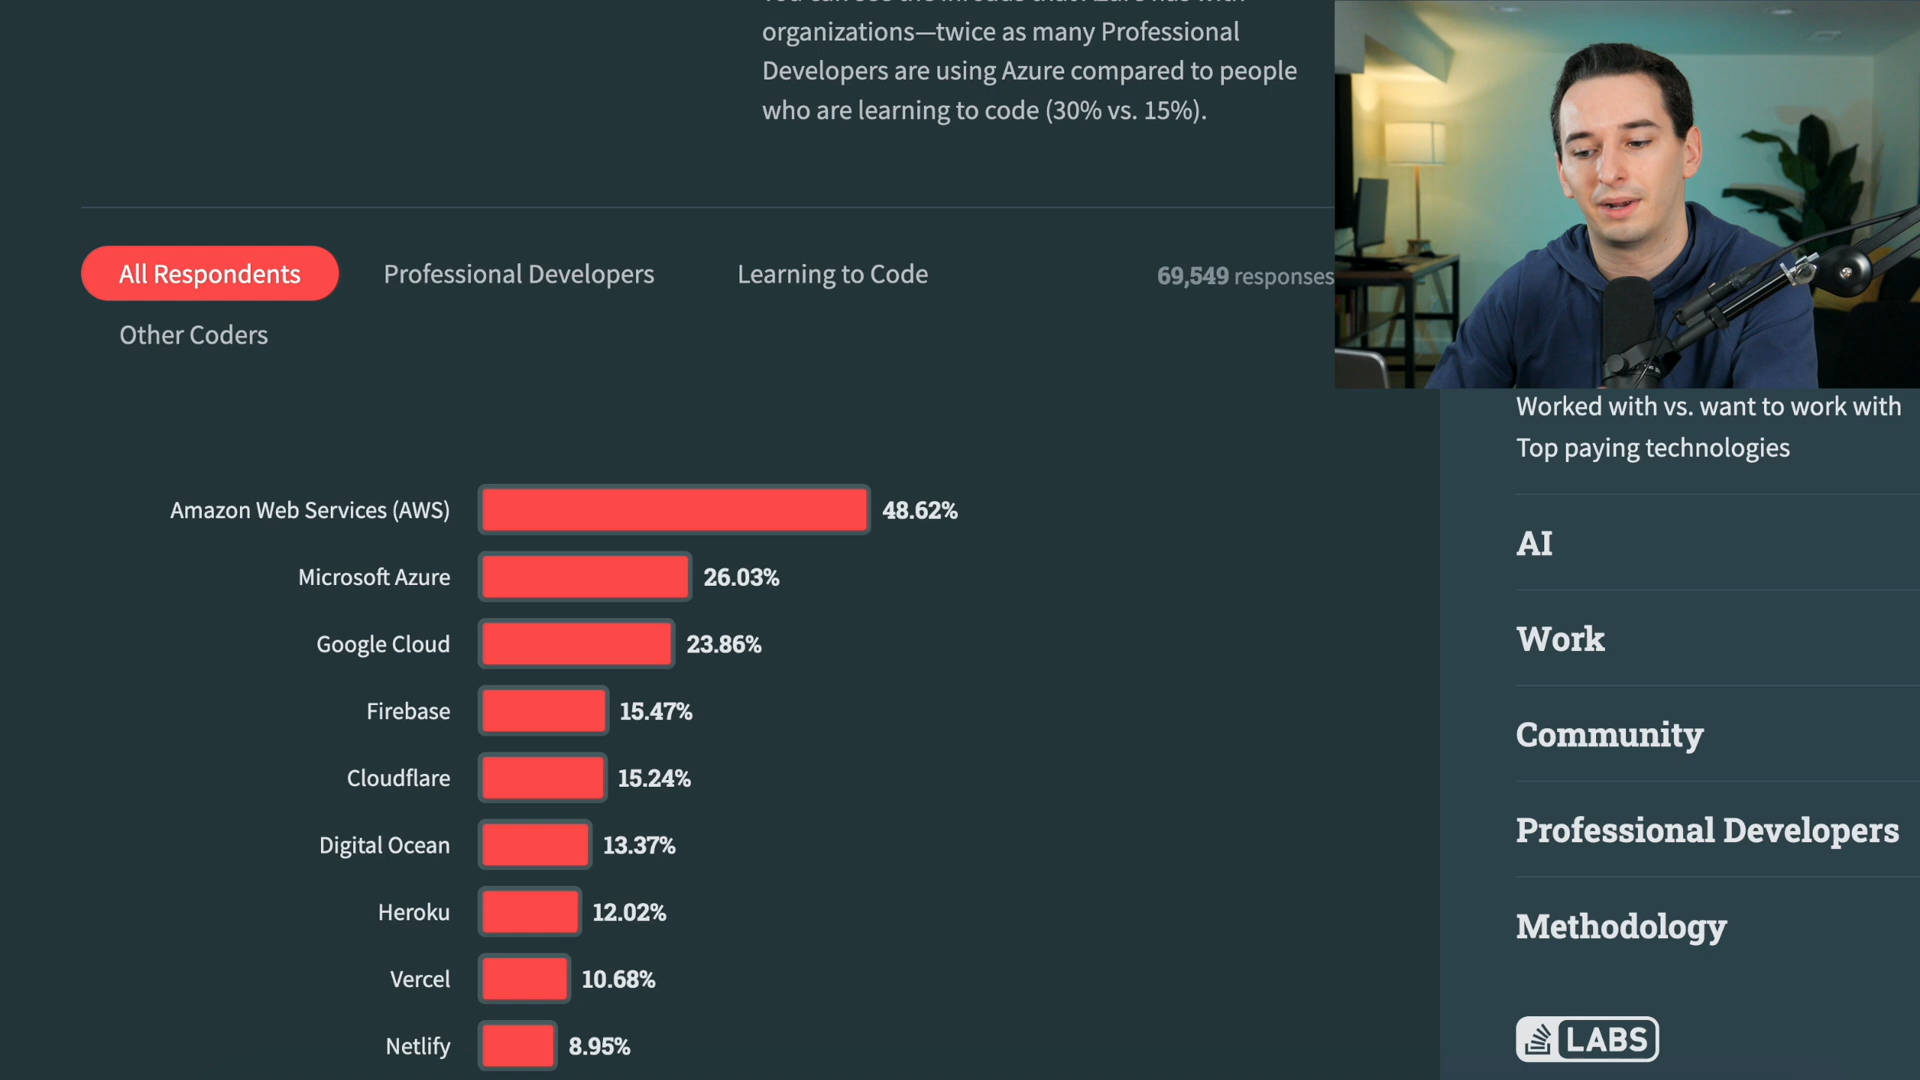 organizations—twice as many Professional
Developers are using Azure compared to people
who are learning to code (30% vs. 15%).
All Respondents
Professional Developers
Learning to Code
69,549 responses
Other Coders
Worked with vs. want to work with
Top paying technologies
Amazon Web Services (AWS) 48.62%
Microsoft Azure 26.03%
Google Cloud 23.86%
Firebase 15.47%
Cloudflare 15.24%
Digital Ocean 13.37%
Heroku 12.02%
Vercel 10.68%
Netlify 8.95%
AI
Work
Community
Professional Developers
Methodology
LABS